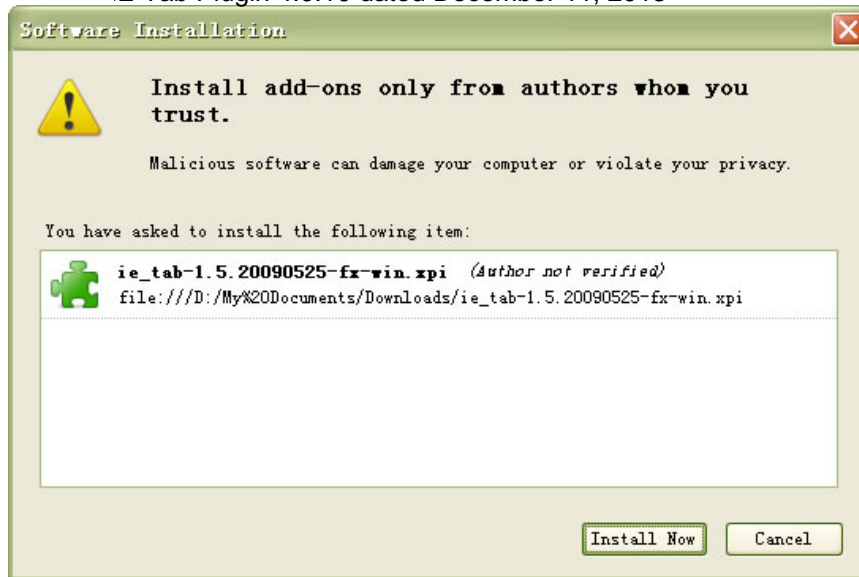 Software Installation
Install add-ons only from authors whom you
trust.
Malicious software can damage your computer or violate your privacy.
You have asked to install the following item:
ie_tab-1.5.20090525-fx-win.xpi (Author not verified)
file:///D:/My%20Documents/Downloads/ie_tab-1.5.20090525-fx-win.xpi
Install Now Cancel